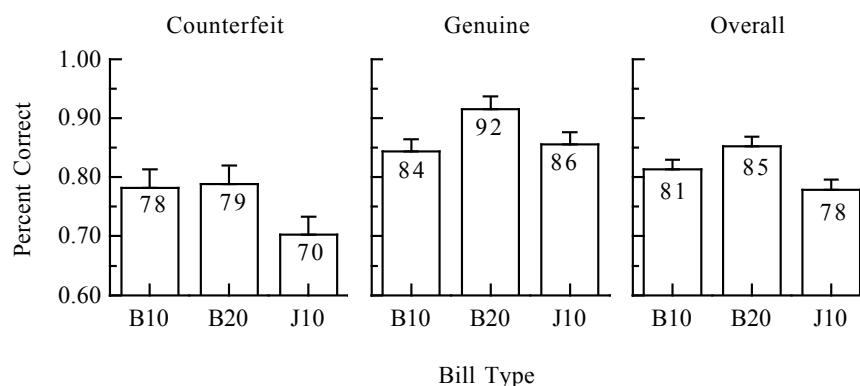 Counterfeit Genuine Overall
Percent Correct
1.00
0.90
0.80
0.70
0.60
78 79 70
84 92 86
81 85 78
B10 B20 J10 B10 B20 J10 B10 B20 J10
Bill Type